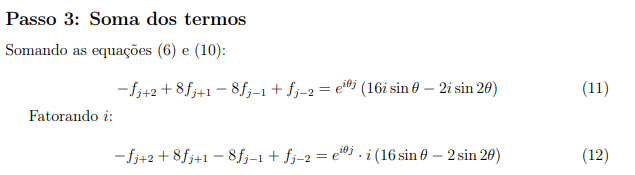 Passo 3: Soma dos termos
Somando as equações (6) e (10):
−f_{j+2} + 8f_{j+1} − 8f_{j−1} + f_{j−2} = e^{iθj} (16i sin θ − 2i sin 2θ) (11)
Fatorando i:
−f_{j+2} + 8f_{j+1} − 8f_{j−1} + f_{j−2} = e^{iθj} · i (16 sin θ − 2 sin 2θ) (12)